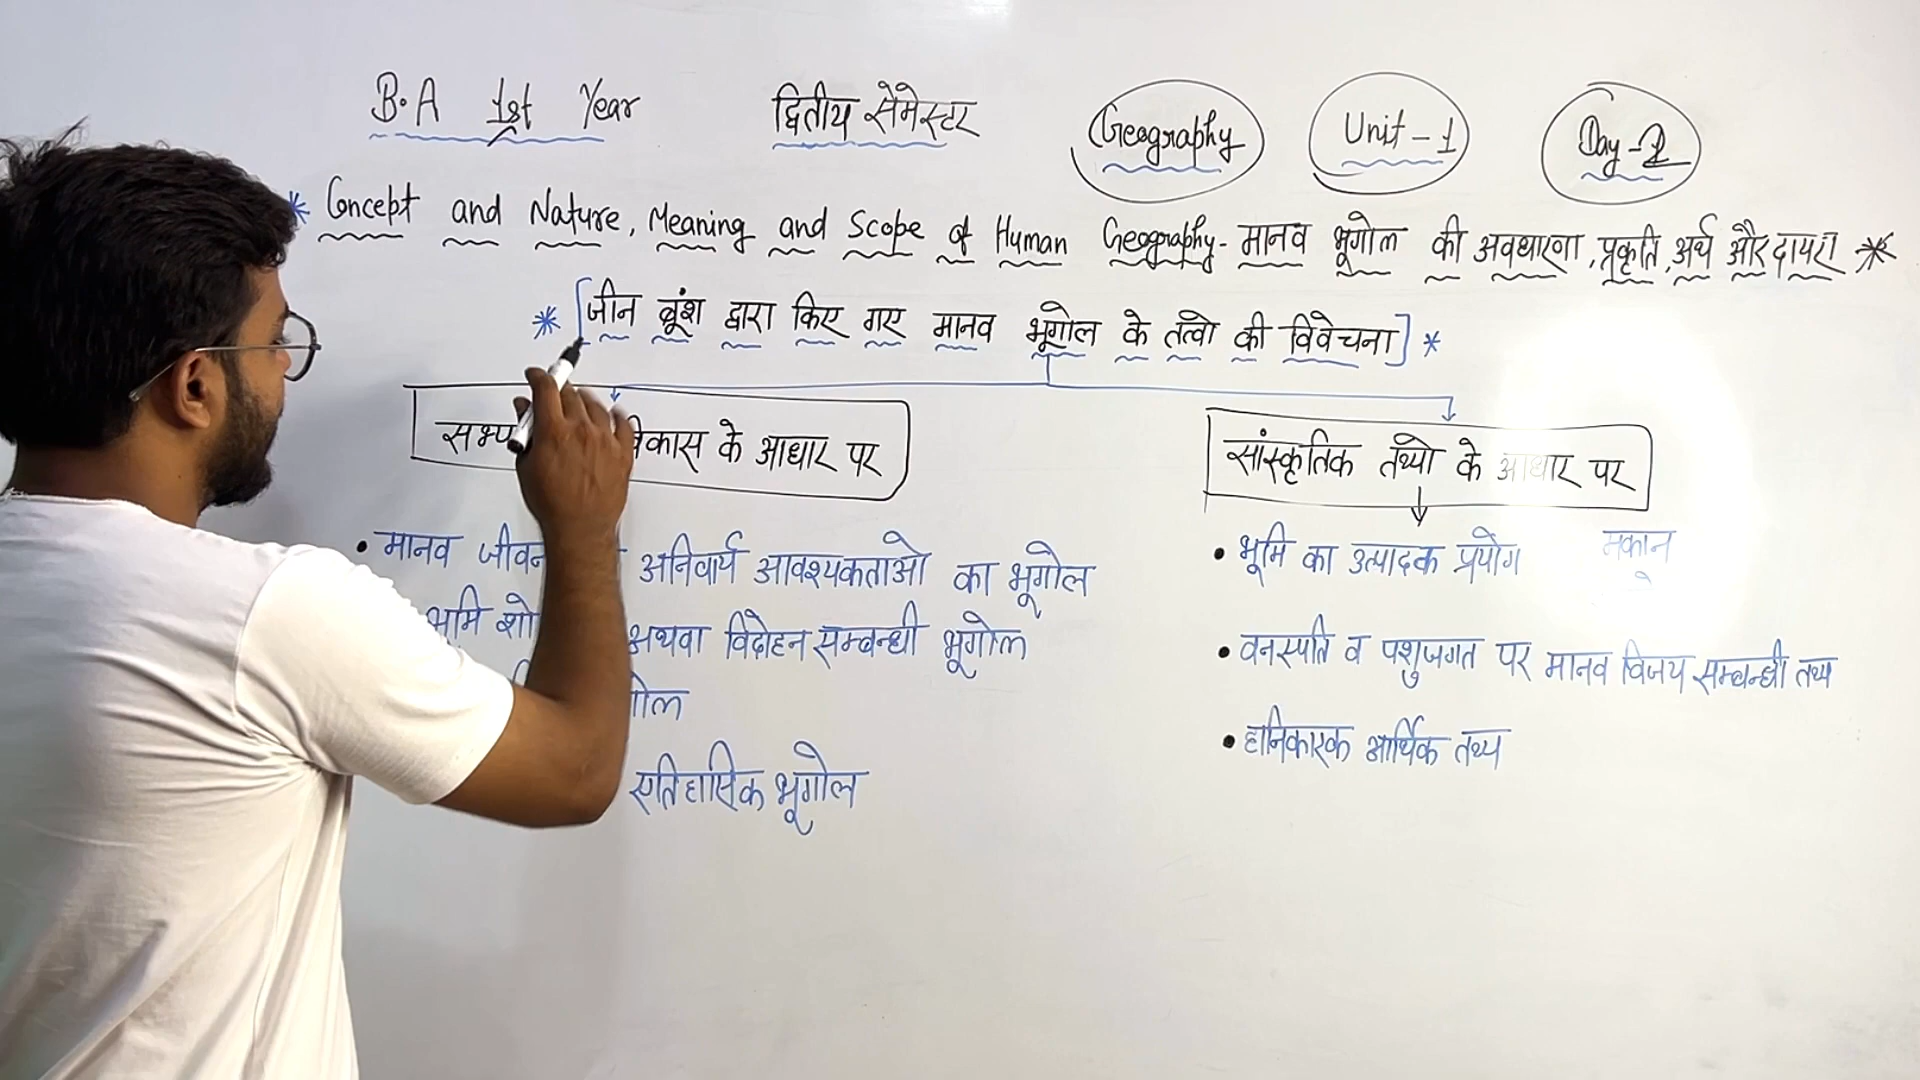 B.A 1st Year द्वितीय सेमेस्टर Geography Unit-1 Day-2
* Concept and Nature, Meaning and Scope of Human Geography- मानव भूगोल की अवधारणा, प्रकृति, अर्थ और दायरा *
* [जीन ब्रूंश द्वारा किए गए मानव भूगोल के तत्वो की विवेचना] *
विकास के आधार पर
सांस्कृतिक तथ्यो के आधार पर
• मानव जीवन अनिवार्य आवश्यकताओ का भूगोल
भूमि शो अथवा विदोहन सम्बन्धी भूगोल
एतिहासिक भूगोल
• भूमि का उत्पादक प्रयोग मकान
• वनस्पति व पशुजगत पर मानव विजय सम्बन्धी तथ्य
• हानिकारक आर्थिक तथ्य